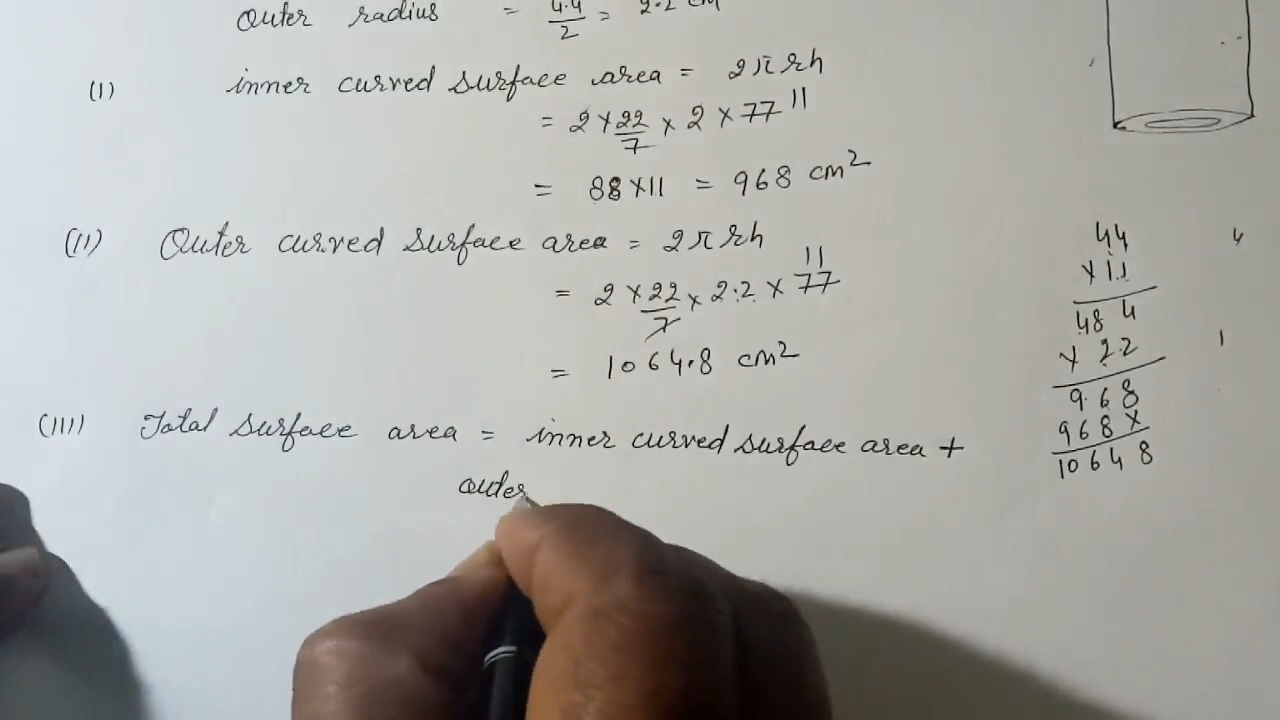 Outer radius = 4.4/2 = 2.2 cm
(I) inner curved surface area = 2πrh
= 2 × 22/7 × 2 × 77 11
= 88 × 11 = 968 cm²
(II) Outer curved surface area = 2πrh
= 2 × 22/7 × 2.2 × 77 11
= 1064.8 cm²
(III) Total surface area = inner curved surface area +
outer
44
× 11
484
× 22
968
968×
10648